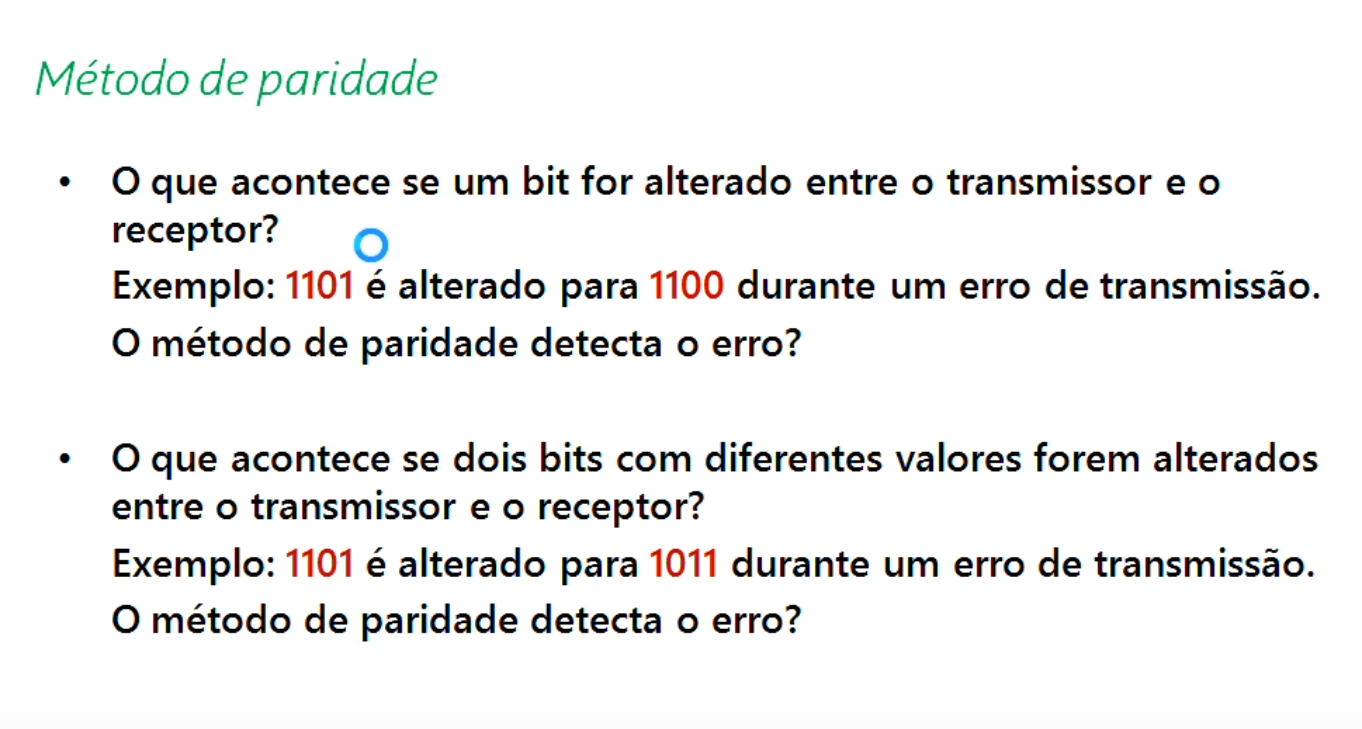 Método de paridade
• O que acontece se um bit for alterado entre o transmissor e o
receptor?
Exemplo: 1101 é alterado para 1100 durante um erro de transmissão.
O método de paridade detecta o erro?
• O que acontece se dois bits com diferentes valores forem alterados
entre o transmissor e o receptor?
Exemplo: 1101 é alterado para 1011 durante um erro de transmissão.
O método de paridade detecta o erro?